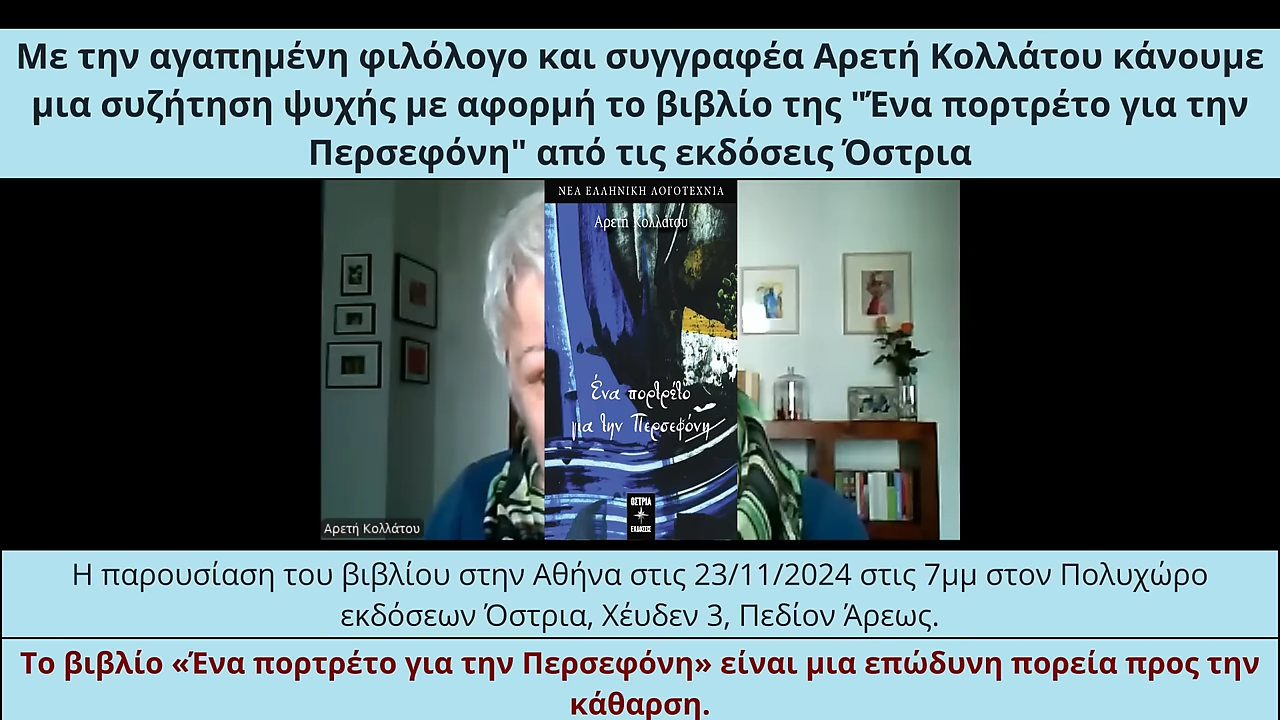 Με την αγαπημένη φιλόλογο και συγγραφέα Αρετή Κολλάτου κάνουμε
μια συζήτηση ψυχής με αφορμή το βιβλίο της "Ένα πορτρέτο για την
Περσεφόνη" από τις εκδόσεις Όστρια
ΝΕΑ ΕΛΛΗΝΙΚΗ ΛΟΓΟΤΕΧΝΙΑ
Αρετή Κολλάτου
Ένα πορτρέτο
για την Περσεφόνη
ΟΣΤΡΙΑ
ΕΚΔΟΣΕΙΣ
Αρετή Κολλάτου
Η παρουσίαση του βιβλίου στην Αθήνα στις 23/11/2024 στις 7μμ στον Πολυχώρο
εκδόσεων Όστρια, Χέυδεν 3, Πεδίον Άρεως.
Το βιβλίο «Ένα πορτρέτο για την Περσεφόνη» είναι μια επώδυνη πορεία προς την
κάθαρση.